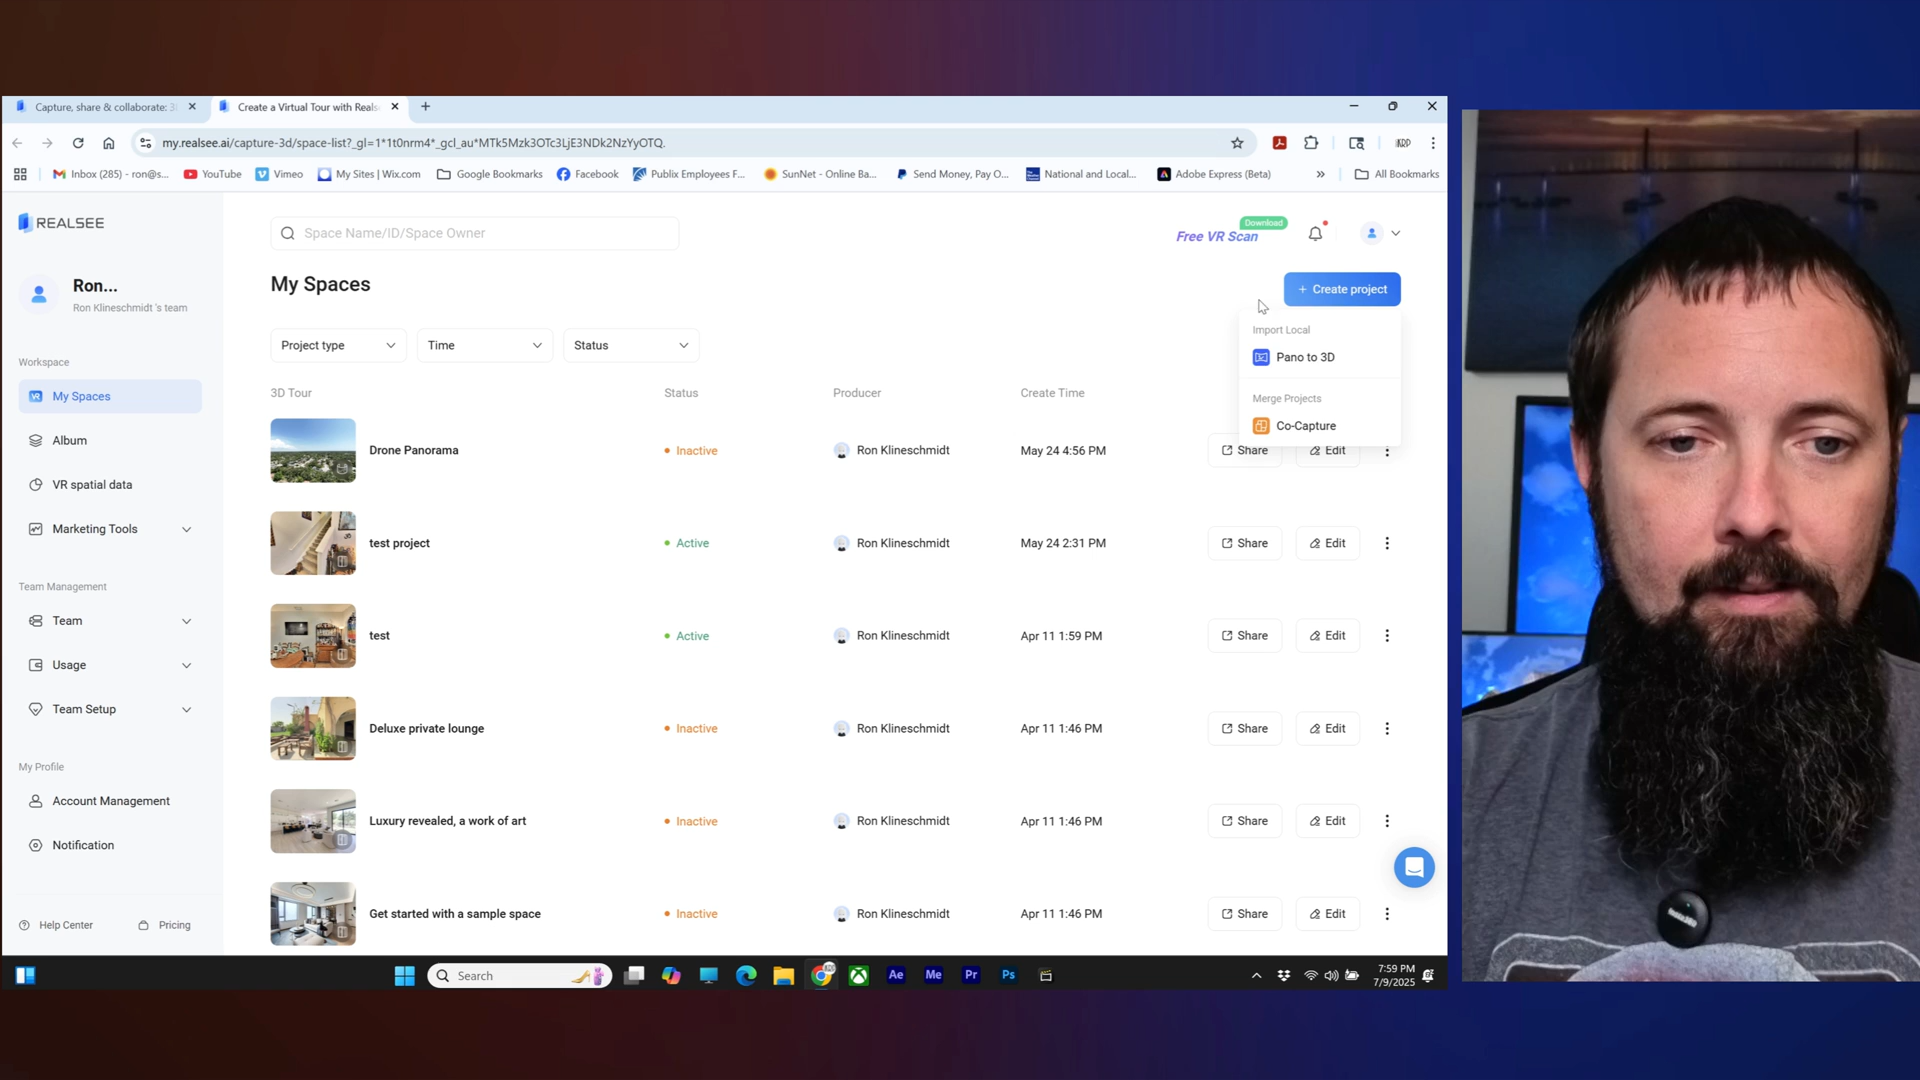 Capture, share & collaborate: 3
Create a Virtual Tour with Reals
my.realsee.ai/capture-3d/space-list?_gl=1*1t0nrm4*_gcl_au*MTk5Mzk3OTc3LjE3NDk2NzYyOTQ.
Inbox (285) - ron@s...
YouTube
Vimeo
My Sites | Wix.com
Google Bookmarks
Facebook
Publix Employees F...
SunNet - Online Ba...
Send Money, Pay O...
National and Local...
Adobe Express (Beta)
All Bookmarks
REALSEE
Space Name/ID/Space Owner
Download
Free VR Scan
Ron...
Ron Klineschmidt 's team
My Spaces
+ Create project
Import Local
Pano to 3D
Merge Projects
Co-Capture
Project type
Time
Status
Workspace
My Spaces
Album
VR spatial data
Marketing Tools
Team Management
Team
Usage
Team Setup
My Profile
Account Management
Notification
Help Center
Pricing
3D Tour Status Producer Create Time
Drone Panorama Inactive Ron Klineschmidt May 24 4:56 PM Share Edit
test project Active Ron Klineschmidt May 24 2:31 PM Share Edit
test Active Ron Klineschmidt Apr 11 1:59 PM Share Edit
Deluxe private lounge Inactive Ron Klineschmidt Apr 11 1:46 PM Share Edit
Luxury revealed, a work of art Inactive Ron Klineschmidt Apr 11 1:46 PM Share Edit
Get started with a sample space Inactive Ron Klineschmidt Apr 11 1:46 PM Share Edit
Search
Ae
Me
Pr
Ps
7:59 PM
7/9/2025